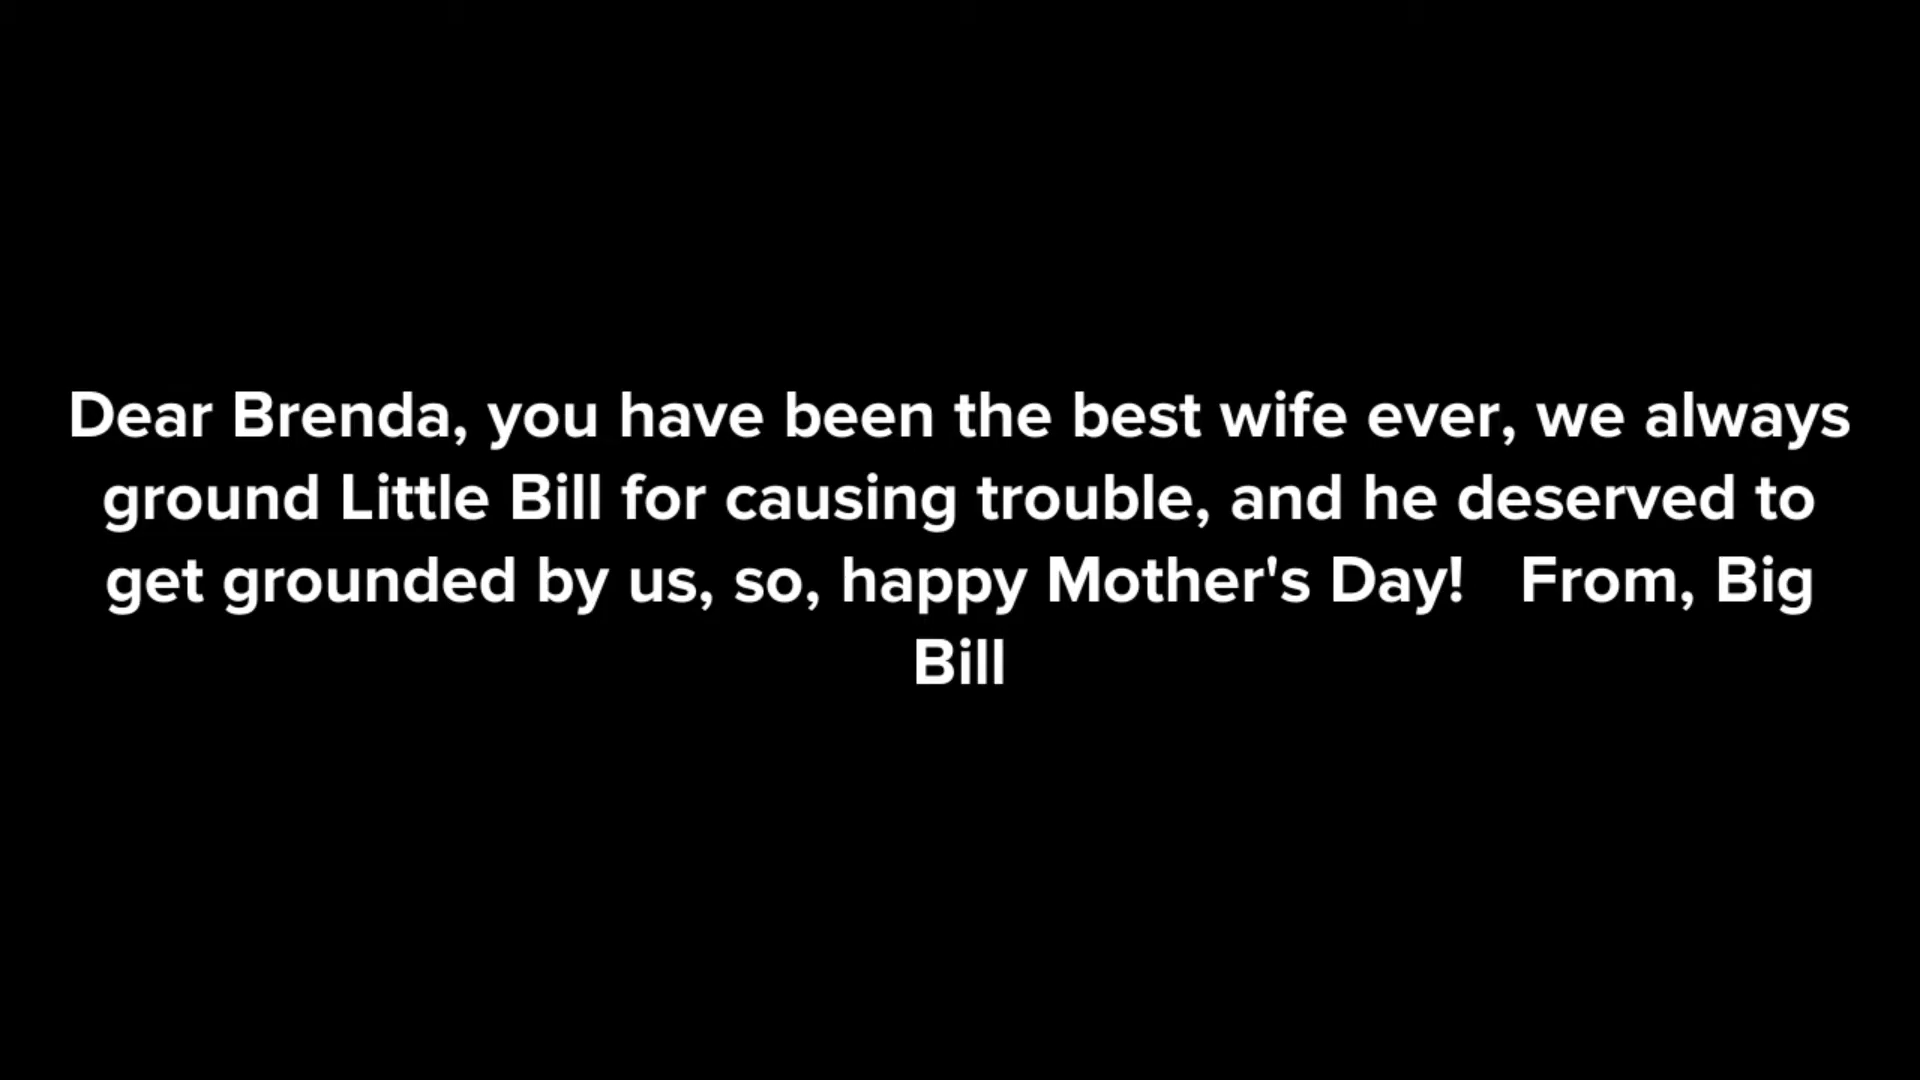 Dear Brenda, you have been the best wife ever, we always
ground Little Bill for causing trouble, and he deserved to
get grounded by us, so, happy Mother's Day!   From, Big
Bill